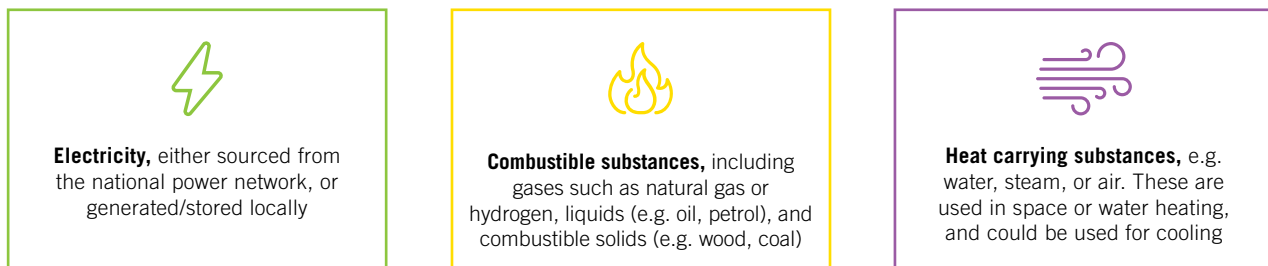 Electricity, either sourced from
the national power network, or
generated/stored locally
Combustible substances, including
gases such as natural gas or
hydrogen, liquids (e.g. oil, petrol), and
combustible solids (e.g. wood, coal)
Heat carrying substances, e.g.
water, steam, or air. These are
used in space or water heating,
and could be used for cooling